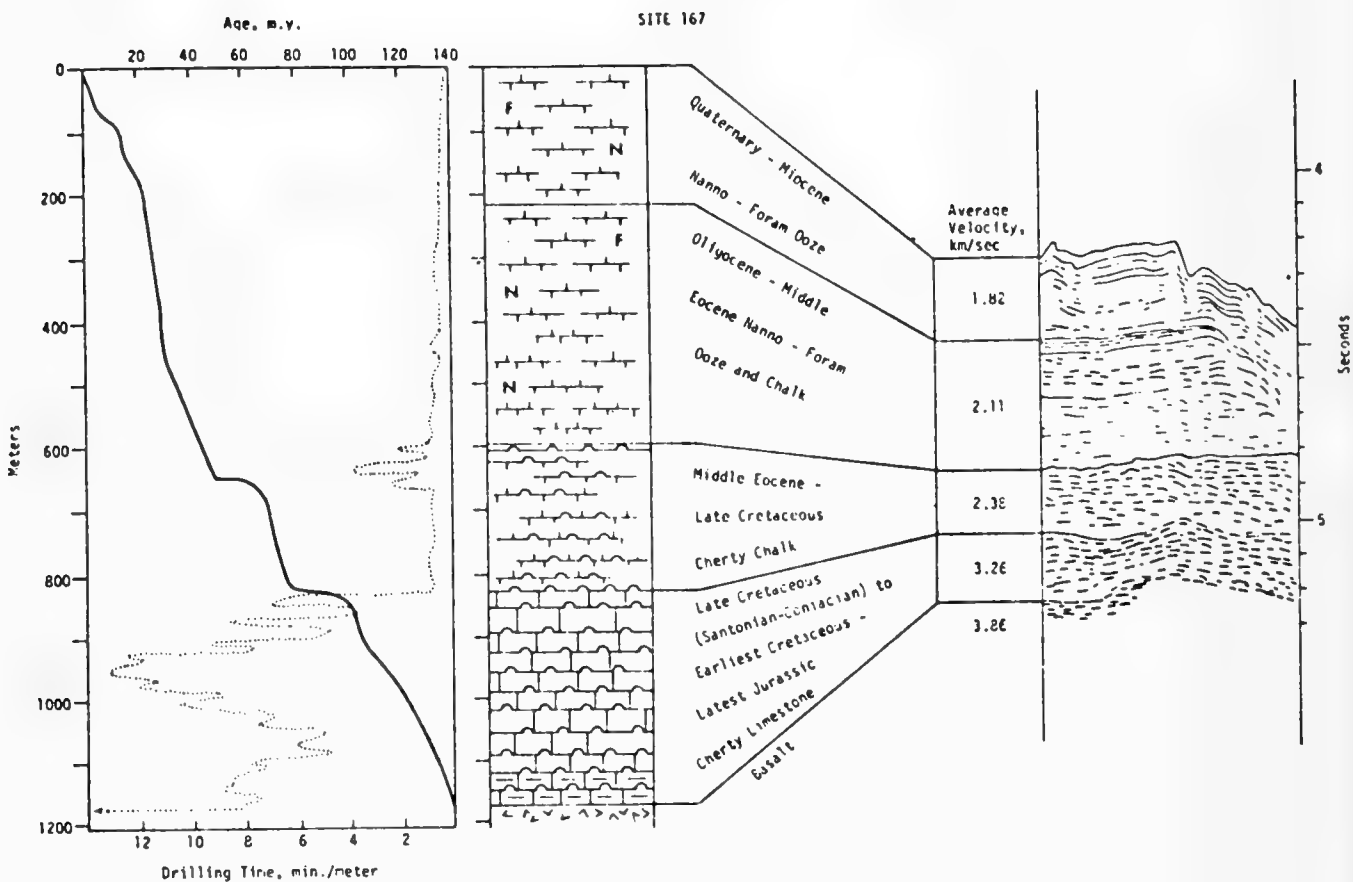 SITE 167
Age, m.y.
20 40 60 80 100 120 140
0
200
400
600
800
1000
1200
Meters
12 10 8 6 4 2
Drilling Time, min./meter
F
N
F
N
N
Quaternary - Miocene
Nanno - Foram Ooze
Oliyocene - Middle
Eocene Nanno - Foram
Ooze and Chalk
Middle Eocene -
Late Cretaceous
Cherty Chalk
Late Cretaceous
(Santonian-Coniacian) to
Earliest Cretaceous -
Latest Jurassic
Cherty Limestone
Basalt
Average
Velocity,
km/sec
1.82
2.11
2.38
3.26
3.86
4
5
Seconds